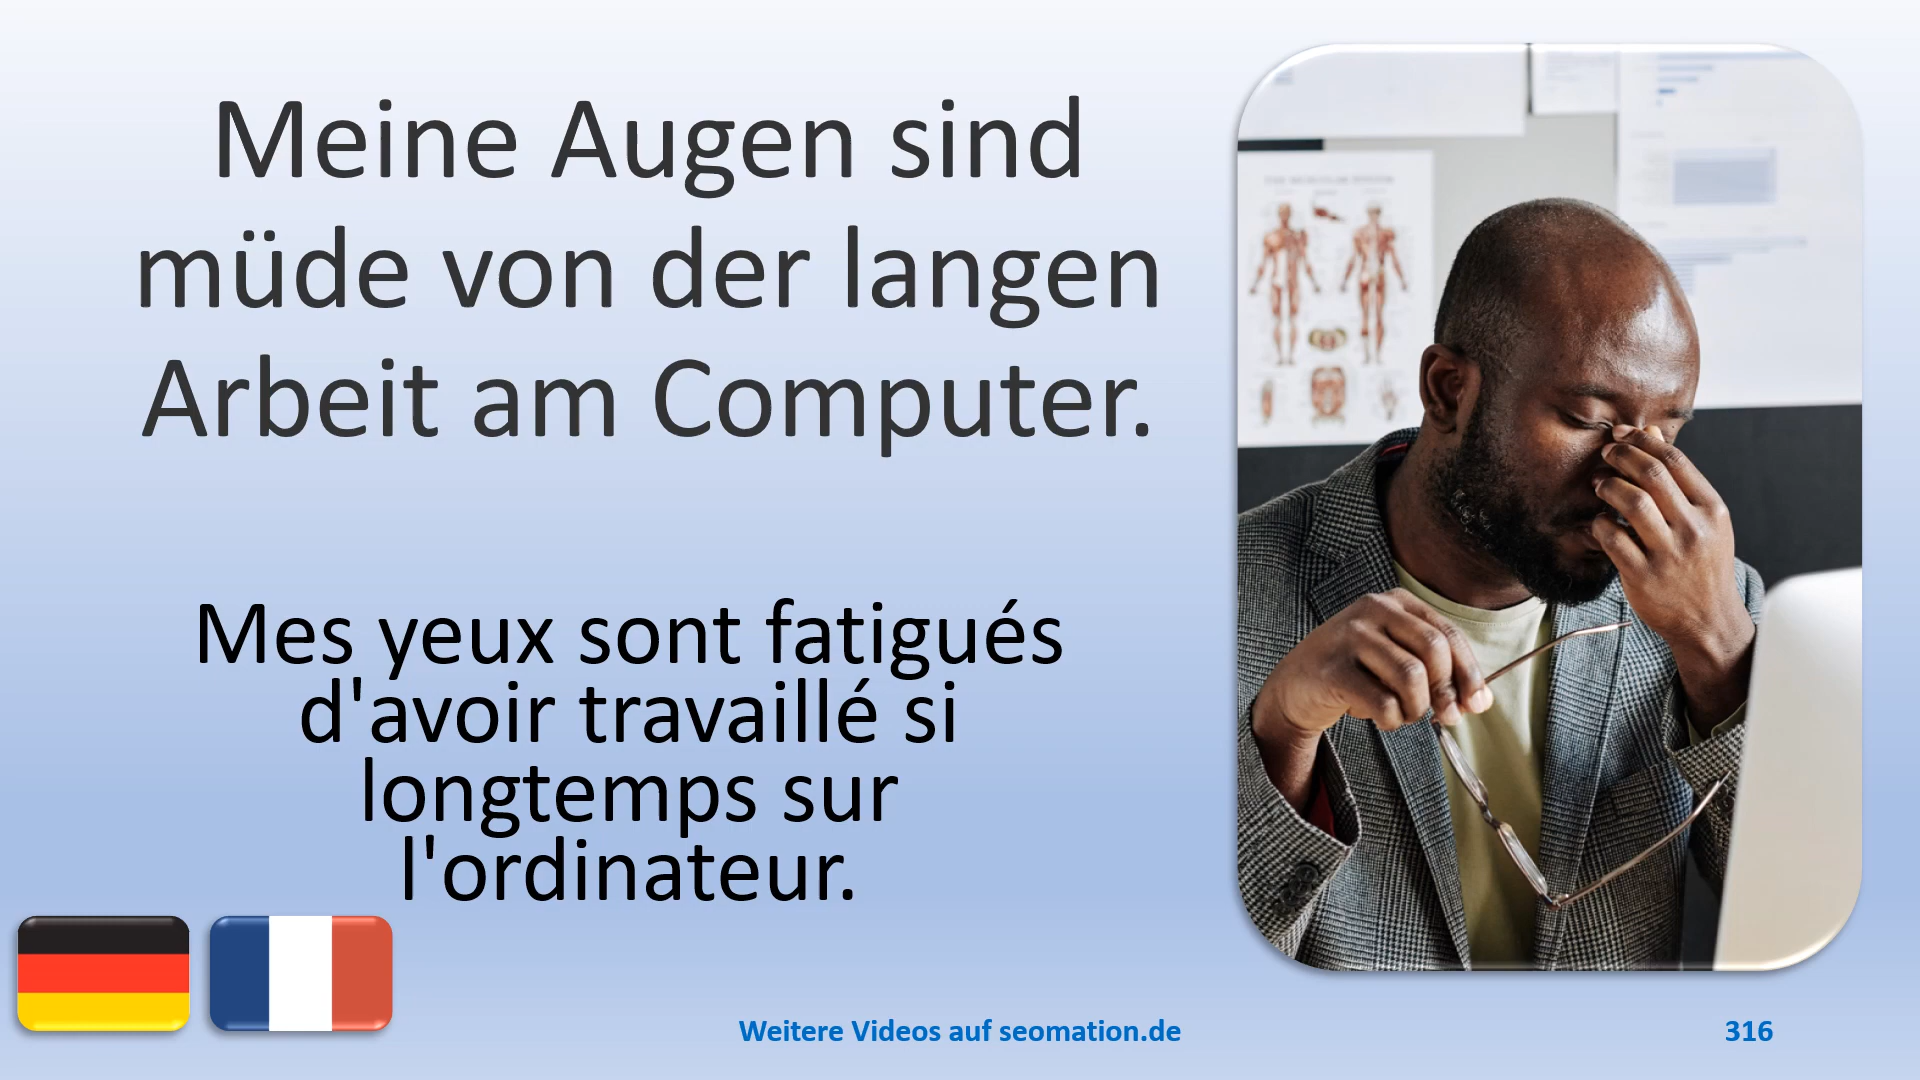 Meine Augen sind
müde von der langen
Arbeit am Computer.
Mes yeux sont fatigués
d'avoir travaillé si
longtemps sur
l'ordinateur.
Weitere Videos auf seomation.de
316